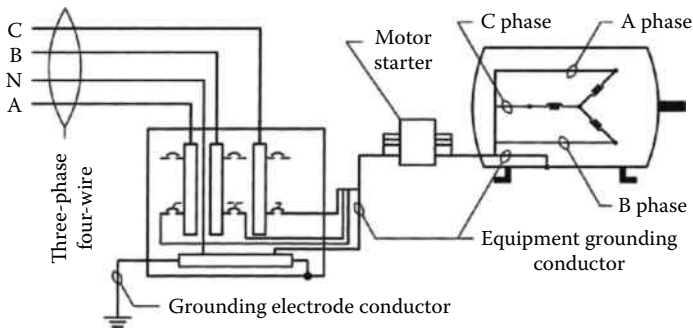 C
B
N
A
Three-phase
four-wire
Motor
starter
C phase
A phase
B phase
Equipment grounding
conductor
Grounding electrode conductor